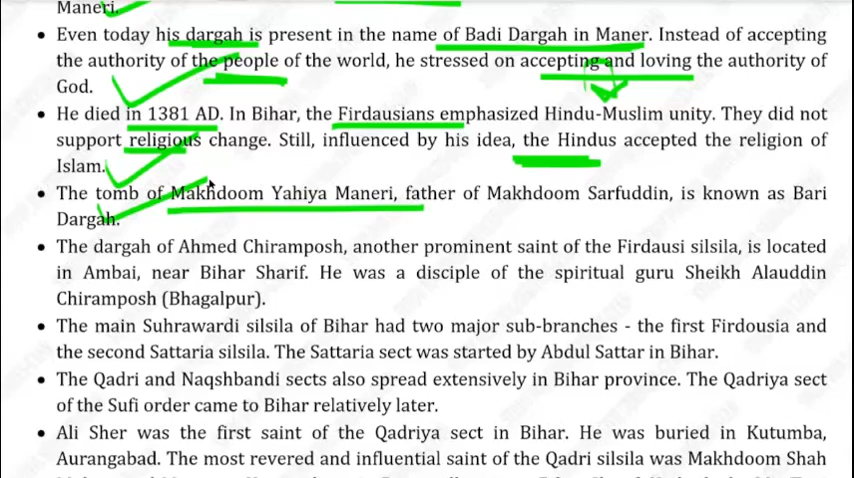 Maneri.
• Even today his dargah is present in the name of Badi Dargah in Maner. Instead of accepting
the authority of the people of the world, he stressed on accepting and loving the authority of
God.
• He died in 1381 AD. In Bihar, the Firdausians emphasized Hindu-Muslim unity. They did not
support religious change. Still, influenced by his idea, the Hindus accepted the religion of
Islam.
• The tomb of Makhdoom Yahiya Maneri, father of Makhdoom Sarfuddin, is known as Bari
Dargah.
• The dargah of Ahmed Chiramposh, another prominent saint of the Firdausi silsila, is located
in Ambai, near Bihar Sharif. He was a disciple of the spiritual guru Sheikh Alauddin
Chiramposh (Bhagalpur).
• The main Suhrawardi silsila of Bihar had two major sub-branches - the first Firdousia and
the second Sattaria silsila. The Sattaria sect was started by Abdul Sattar in Bihar.
• The Qadri and Naqshbandi sects also spread extensively in Bihar province. The Qadriya sect
of the Sufi order came to Bihar relatively later.
• Ali Sher was the first saint of the Qadriya sect in Bihar. He was buried in Kutumba,
Aurangabad. The most revered and influential saint of the Qadri silsila was Makhdoom Shah